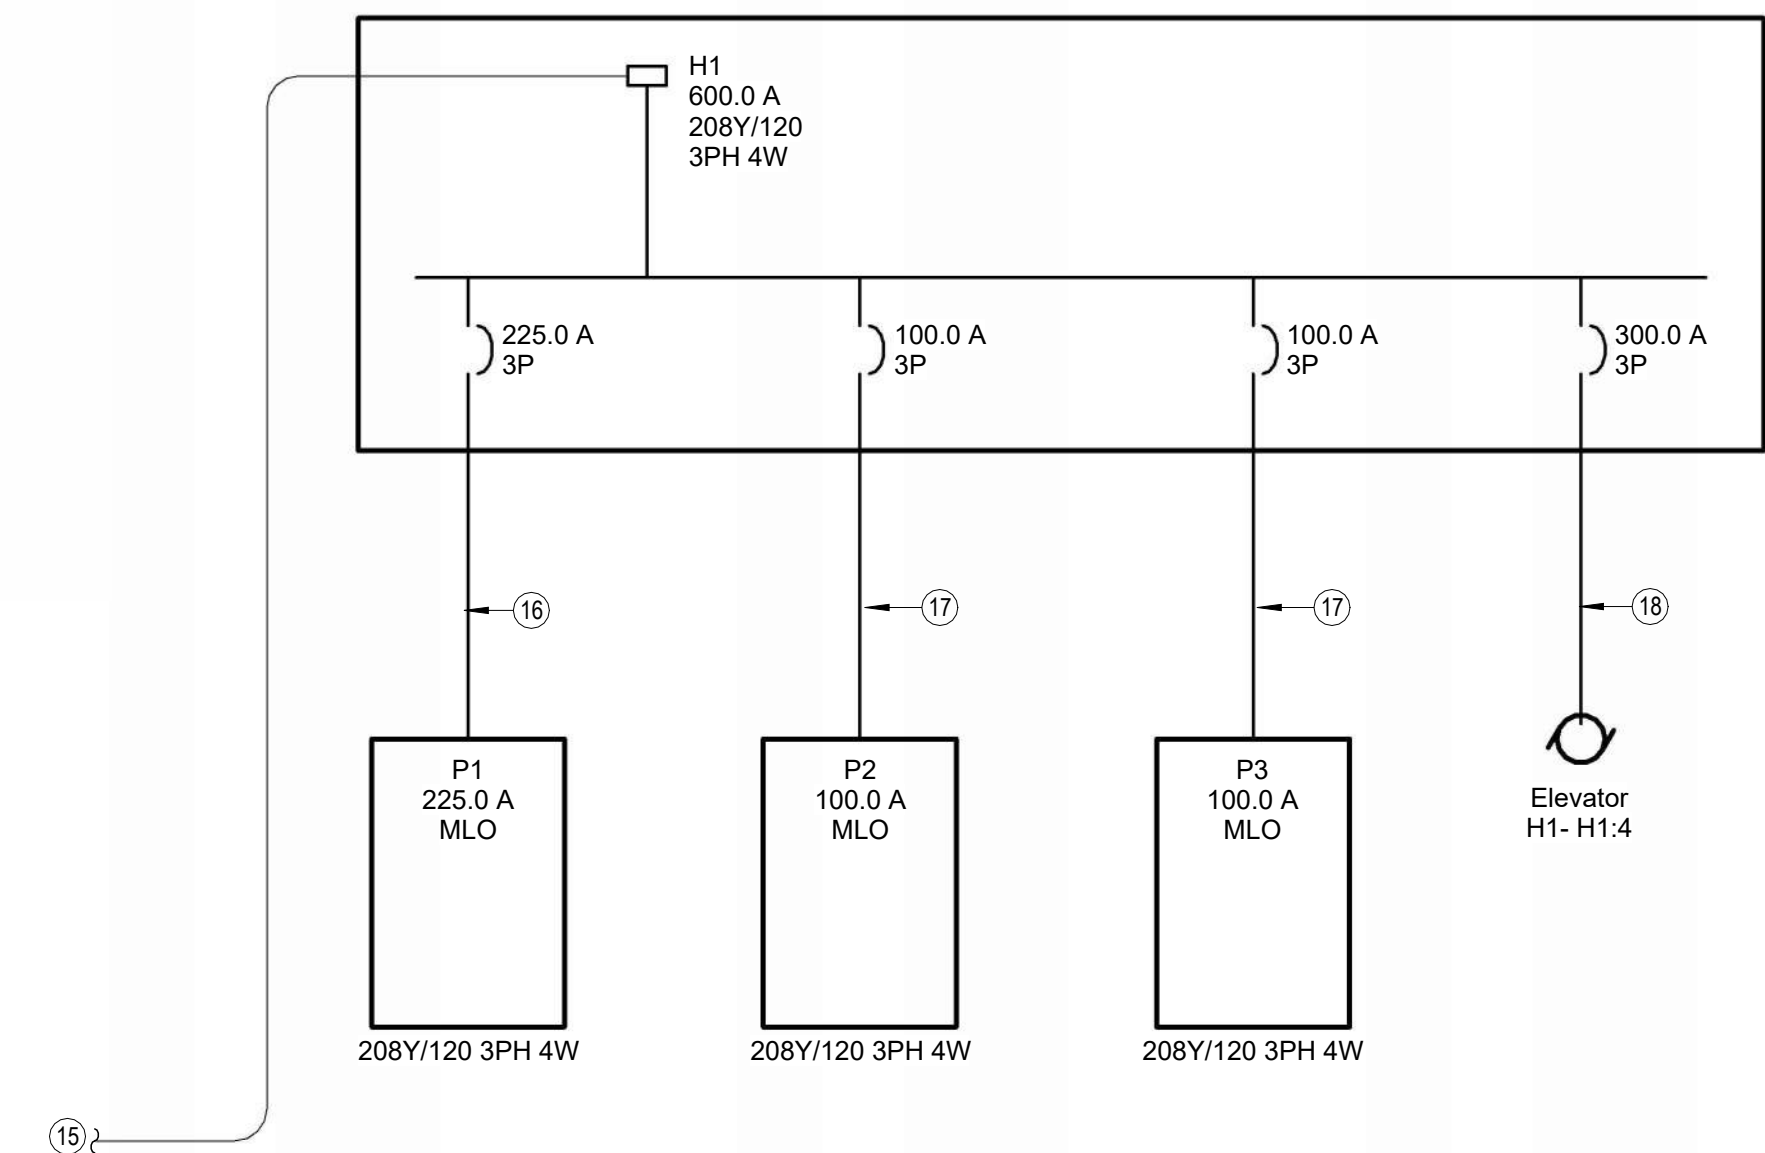 H1
600.0 A
208Y/120
3PH 4W
225.0 A
3P
100.0 A
3P
100.0 A
3P
300.0 A
3P
16
17
17
18
P1
225.0 A
MLO
208Y/120 3PH 4W
P2
100.0 A
MLO
208Y/120 3PH 4W
P3
100.0 A
MLO
208Y/120 3PH 4W
Elevator
H1- H1:4
15